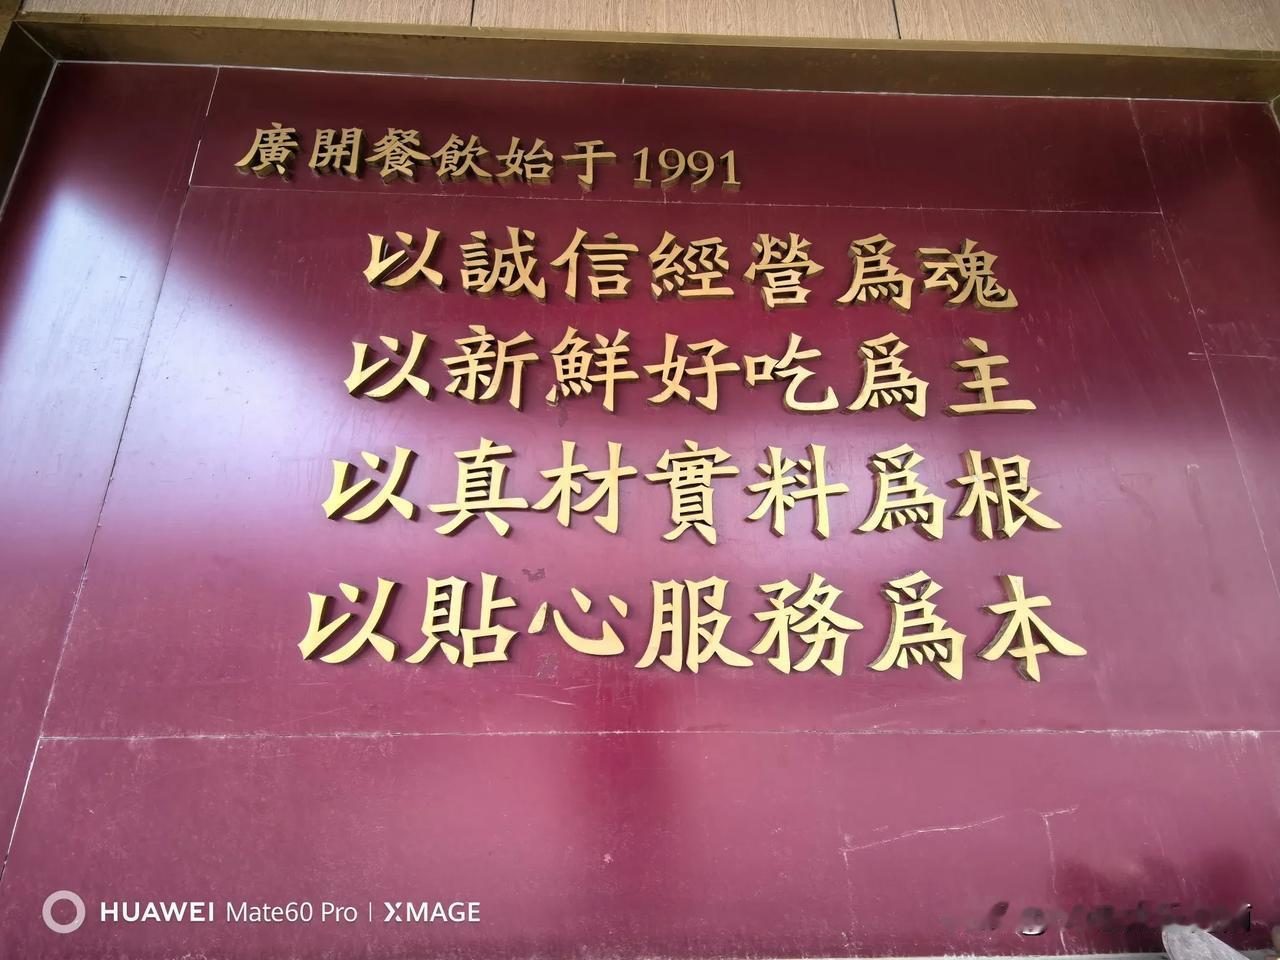 廣開餐飲始于1991
以誠信經營爲魂
以新鮮好吃爲主
以真材實料爲根
以貼心服務爲本
HUAWEI Mate60 Pro | XMAGE